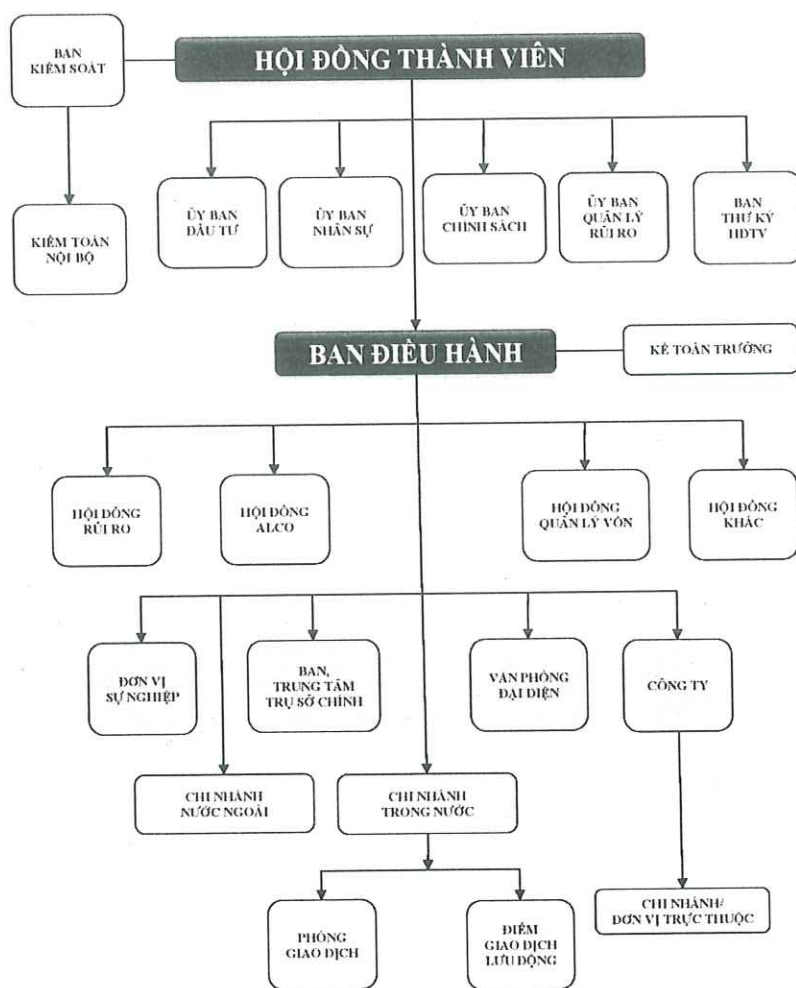 BAN
KIỂM SOÁT
HỘI ĐỒNG THÀNH VIÊN
KIỂM TOÁN
NỘI BỘ
ỦY BAN
ĐẦU TƯ
ỦY BAN
NHÂN SỰ
ỦY BAN
CHÍNH SÁCH
ỦY BAN
QUẢN LÝ
RỦI RO
BAN
THƯ KÝ
HĐTV
BAN ĐIỀU HÀNH
KẾ TOÁN TRƯỞNG
HỘI ĐỒNG
RỦI RO
HỘI ĐỒNG
ALCO
HỘI ĐỒNG
QUẢN LÝ VỐN
HỘI ĐỒNG
KHÁC
ĐƠN VỊ
SỰ NGHIỆP
BAN,
TRUNG TÂM
TRỤ SỞ CHÍNH
VĂN PHÒNG
ĐẠI DIỆN
CÔNG TY
CHI NHÁNH
NƯỚC NGOÀI
CHI NHÁNH
TRONG NƯỚC
PHÒNG
GIAO DỊCH
ĐIỂM
GIAO DỊCH
LƯU ĐỘNG
CHI NHÁNH/
ĐƠN VỊ TRỰC THUỘC